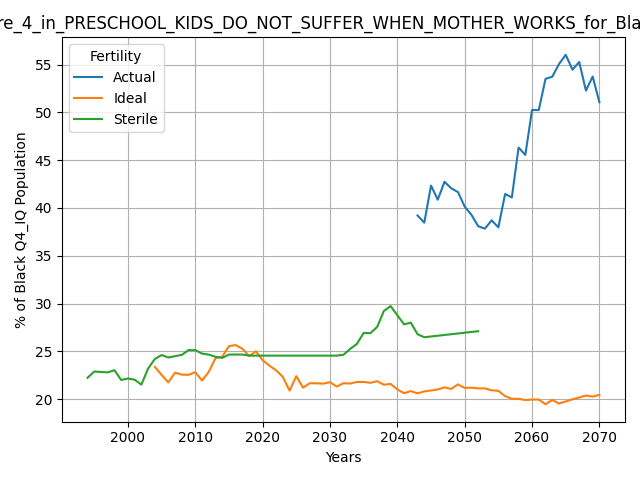 re_4_in_PRESCHOOL_KIDS_DO_NOT_SUFFER_WHEN_MOTHER_WORKS_for_Bla
Fertility
Actual
Ideal
Sterile
% of Black Q4_IQ Population
55
50
45
40
35
30
25
20
2000 2010 2020 2030 2040 2050 2060 2070
Years